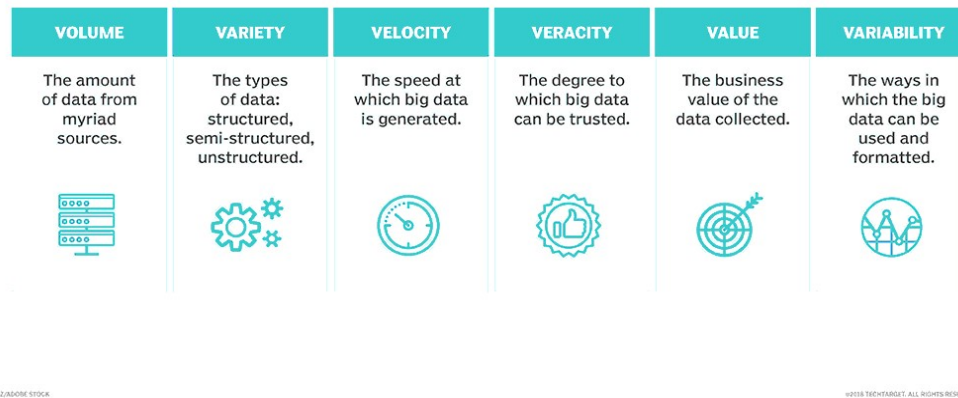 VOLUME
The amount
of data from
myriad
sources.
VARIETY
The types
of data:
structured,
semi-structured,
unstructured.
VELOCITY
The speed at
which big data
is generated.
VERACITY
The degree to
which big data
can be trusted.
VALUE
The business
value of the
data collected.
VARIABILITY
The ways in
which the big
data can be
used and
formatted.
Z/ADOBE STOCK
©2018 TECHTARGET. ALL RIGHTS RES